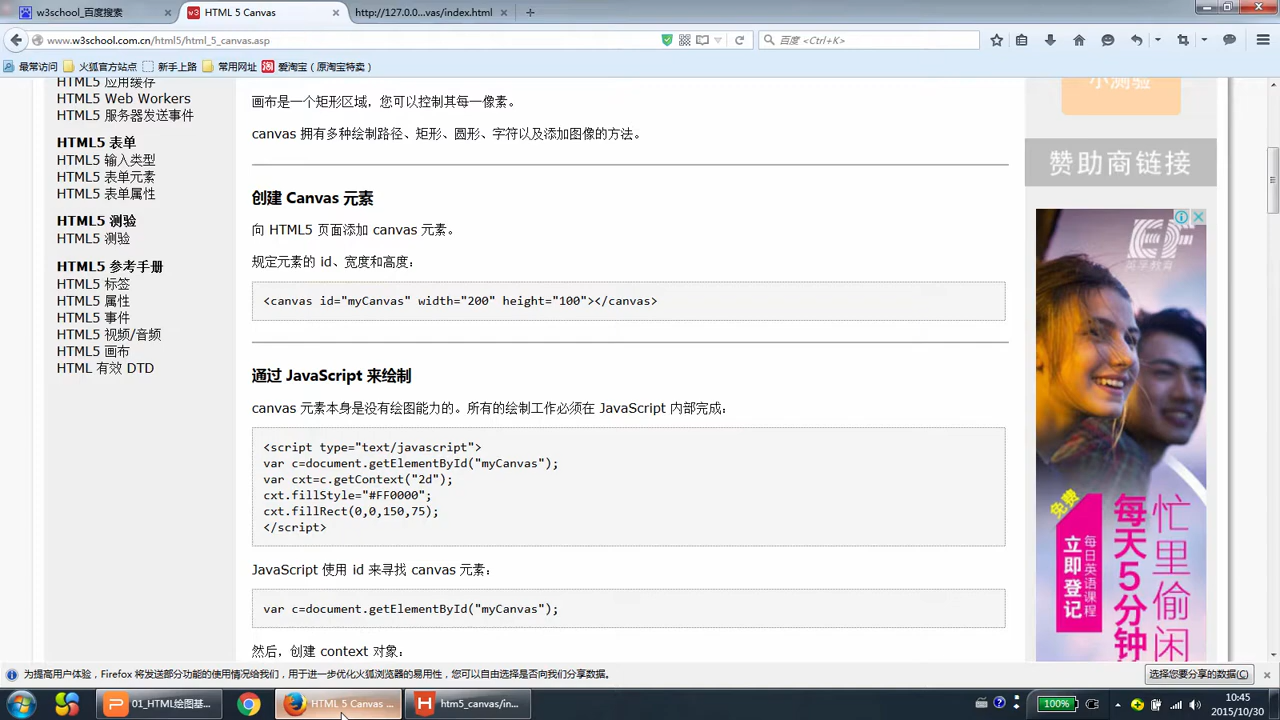 w3school_百度搜索
HTML 5 Canvas
http://127.0.0...vas/index.html
www.w3school.com.cn/html5/html_5_canvas.asp
百度 <Ctrl+K>
最常访问
火狐官方站点
新手上路
常用网址
爱淘宝（原淘宝特卖）
HTML5 应用缓存
HTML5 Web Workers
HTML5 服务器发送事件
HTML5 表单
HTML5 输入类型
HTML5 表单元素
HTML5 表单属性
HTML5 测验
HTML5 测验
HTML5 参考手册
HTML5 标签
HTML5 属性
HTML5 事件
HTML5 视频/音频
HTML5 画布
HTML 有效 DTD
画布是一个矩形区域，您可以控制其每一像素。
canvas 拥有多种绘制路径、矩形、圆形、字符以及添加图像的方法。
创建 Canvas 元素
向 HTML5 页面添加 canvas 元素。
规定元素的 id、宽度和高度：
<canvas id="myCanvas" width="200" height="100"></canvas>
通过 JavaScript 来绘制
canvas 元素本身是没有绘图能力的。所有的绘制工作必须在 JavaScript 内部完成：
<script type="text/javascript">
var c=document.getElementById("myCanvas");
var cxt=c.getContext("2d");
cxt.fillStyle="#FF0000";
cxt.fillRect(0,0,150,75);
</script>
JavaScript 使用 id 来寻找 canvas 元素：
var c=document.getElementById("myCanvas");
然后，创建 context 对象：
小测验
赞助商链接
英孚教育
忙里偷闲
每天5分钟
免费
立即登记
每日英语课程
为提高用户体验，Firefox 将发送部分功能的使用情况给我们，用于进一步优化火狐浏览器的易用性，您可以自由选择是否向我们分享数据。
选择您要分享的数据(C)
01_HTML绘图基...
HTML 5 Canvas ...
htm5_canvas/in...
100%
10:45
2015/10/30